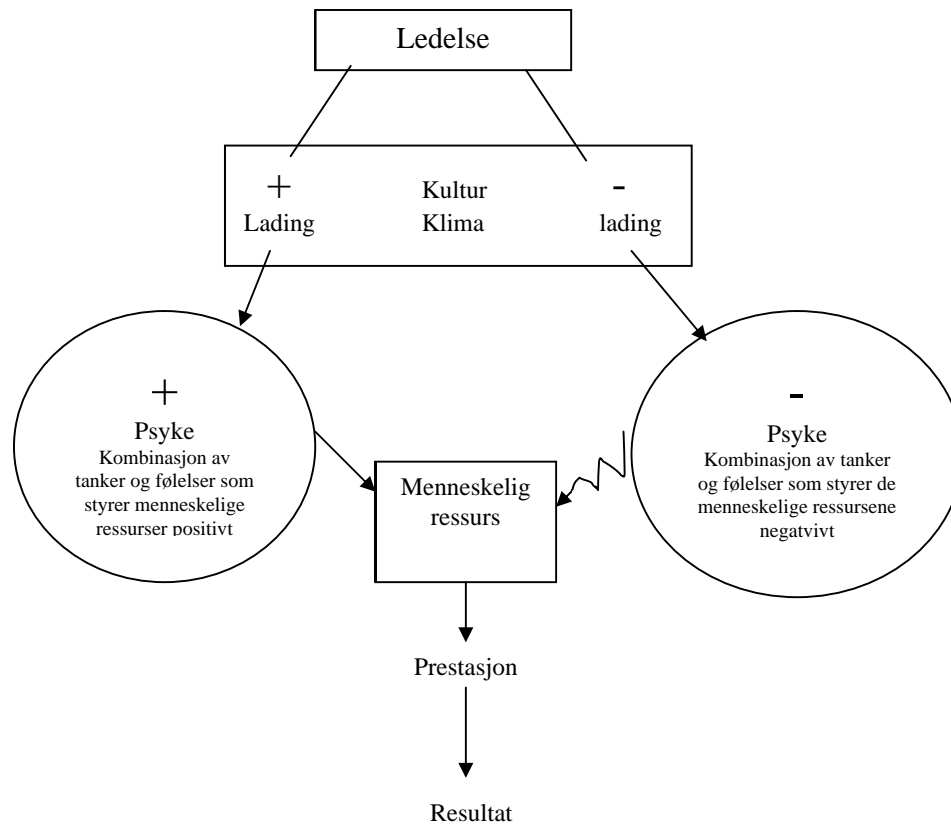 Ledelse
+ Kultur -
Lading Klima lading
+
Psyke
Kombinasjon av
tanker og følelser som
styrer menneskelige
ressurser positivt
-
Psyke
Kombinasjon av tanker
og følelser som styrer de
menneskelige ressursene
negatvivt
Menneskelig
ressurs
Prestasjon
Resultat